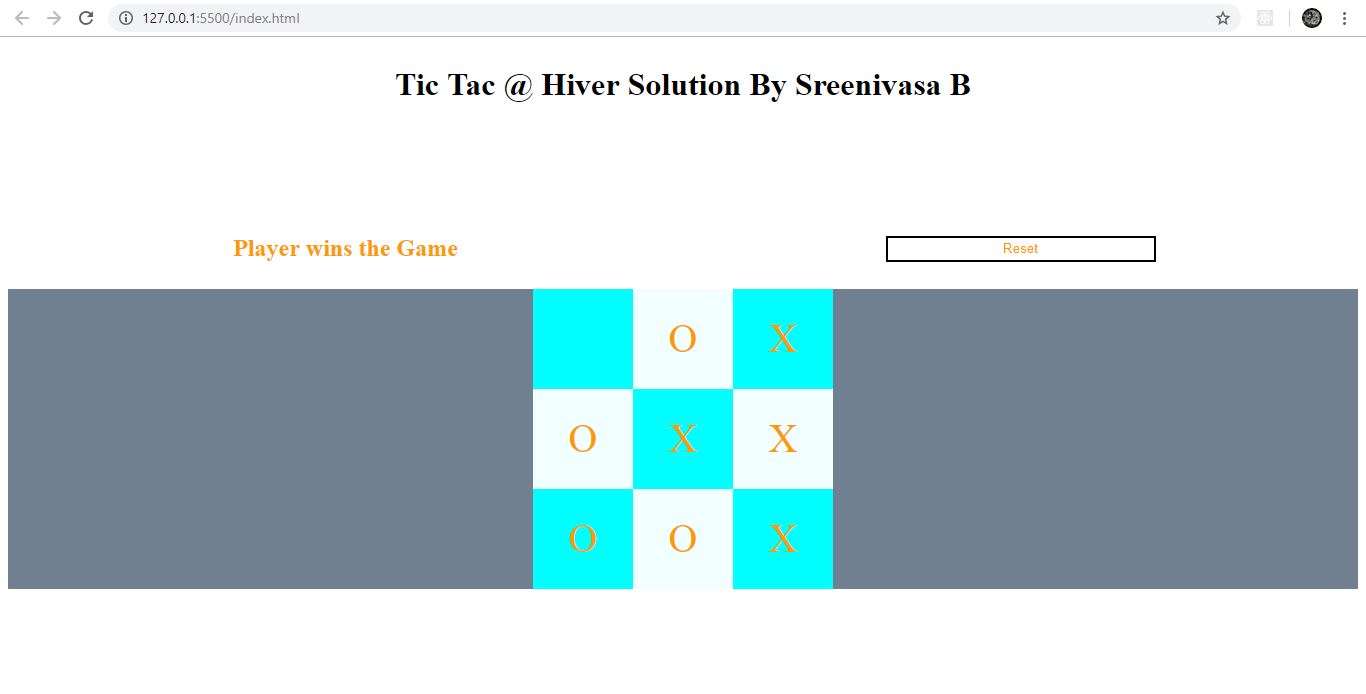 127.0.0.1:5500/index.html
Tic Tac @ Hiver Solution By Sreenivasa B
Player wins the Game
Reset
O X
O X X
O O X